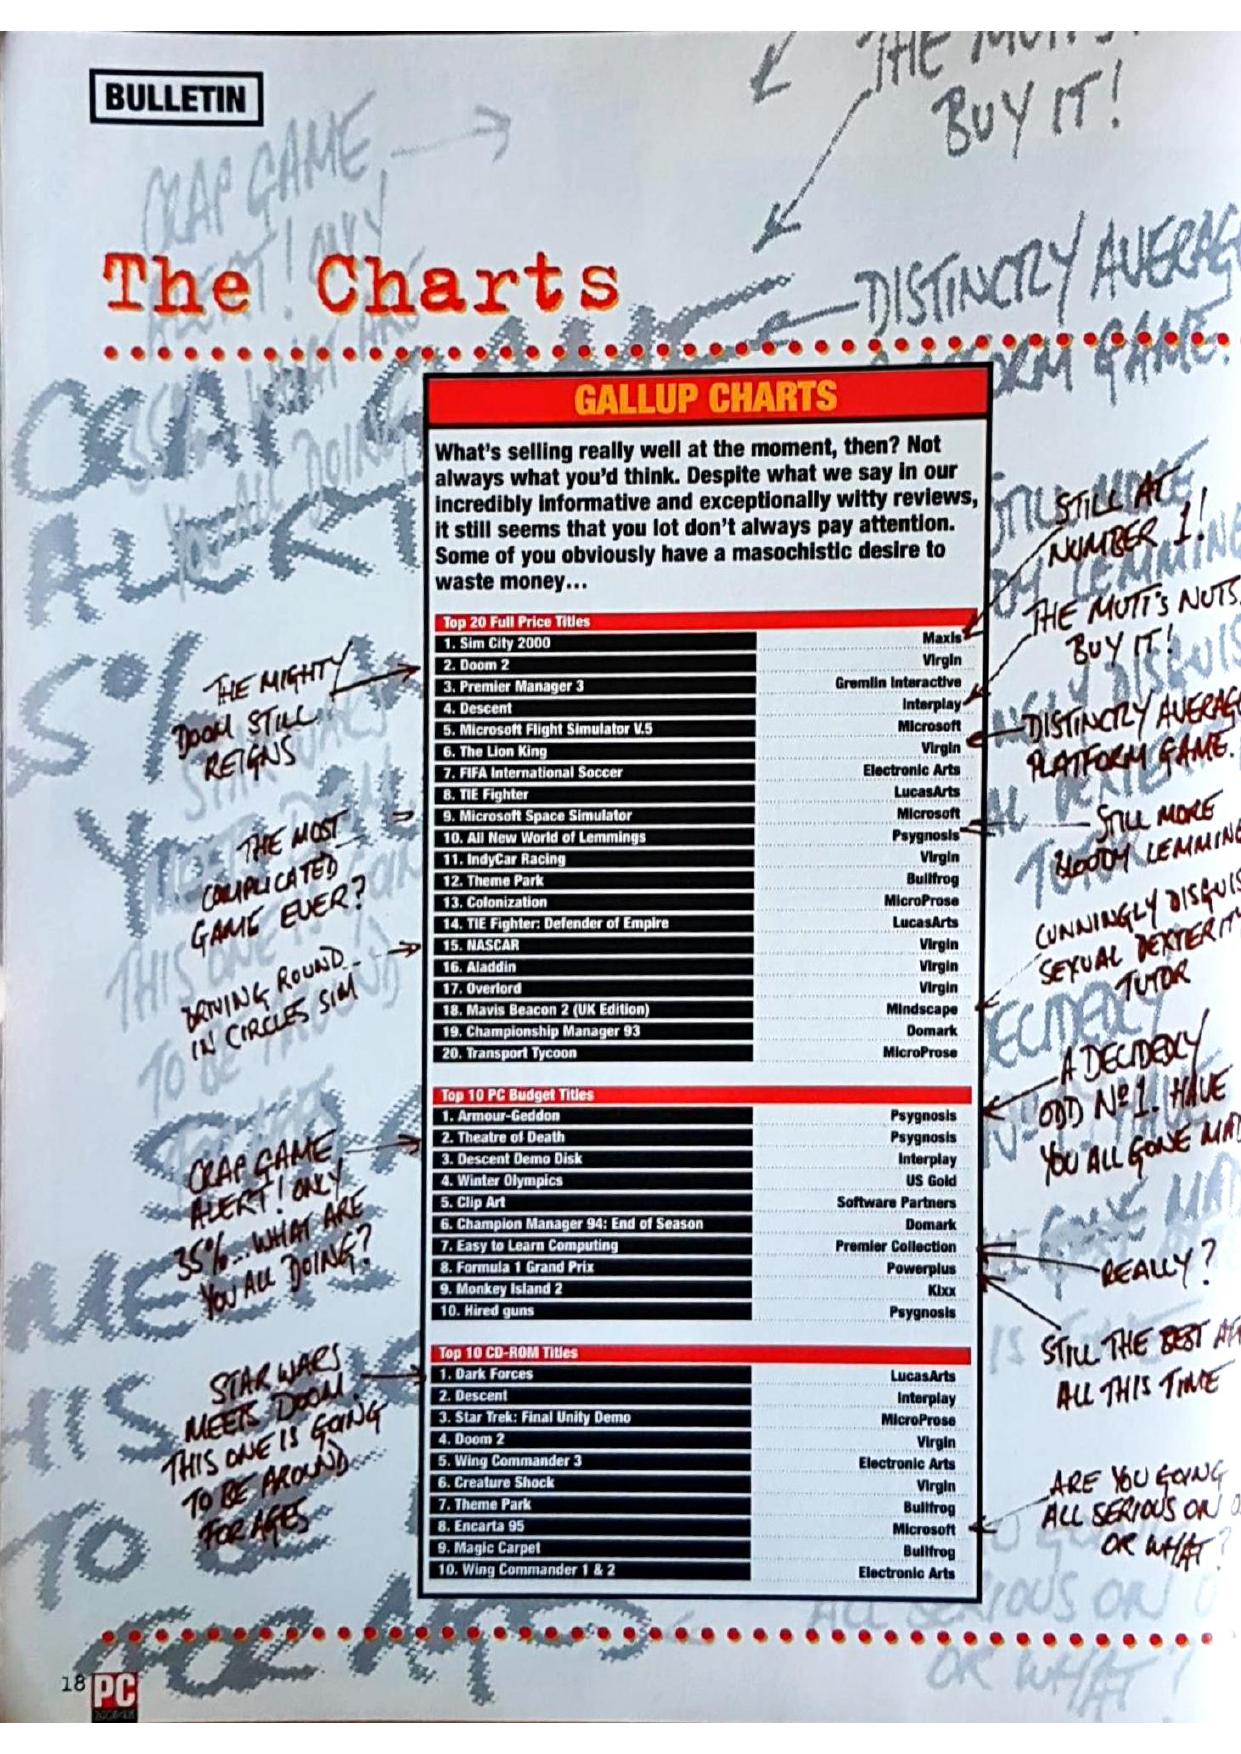 THE MUTT'S
BUY IT!
BULLETIN
CRAP GAME
ALERT! ONLY
DISTINCTLY AVERAGE
The Charts
FORM GAME.
CRAP GAME
ALERT
GALLUP CHARTS
What's selling really well at the moment, then? Not
always what you'd think. Despite what we say in our
incredibly informative and exceptionally witty reviews,
it still seems that you lot don't always pay attention.
Some of you obviously have a masochistic desire to
waste money...
Top 20 Full Price Titles
1. Sim City 2000 Maxis
2. Doom 2 Virgin
3. Premier Manager 3 Gremlin Interactive
4. Descent Interplay
5. Microsoft Flight Simulator V.5 Microsoft
6. The Lion King Virgin
7. FIFA International Soccer Electronic Arts
8. TIE Fighter LucasArts
9. Microsoft Space Simulator Microsoft
10. All New World of Lemmings Psygnosis
11. IndyCar Racing Virgin
12. Theme Park Bullfrog
13. Colonization MicroProse
14. TIE Fighter: Defender of Empire LucasArts
15. NASCAR Virgin
16. Aladdin Virgin
17. Overlord Virgin
18. Mavis Beacon 2 (UK Edition) Mindscape
19. Championship Manager 93 Domark
20. Transport Tycoon MicroProse
Top 10 PC Budget Titles
1. Armour-Geddon Psygnosis
2. Theatre of Death Psygnosis
3. Descent Demo Disk Interplay
4. Winter Olympics US Gold
5. Clip Art Software Partners
6. Champion Manager 94: End of Season Domark
7. Easy to Learn Computing Premier Collection
8. Formula 1 Grand Prix Powerplus
9. Monkey Island 2 Kixx
10. Hired guns Psygnosis
Top 10 CD-ROM Titles
1. Dark Forces LucasArts
2. Descent Interplay
3. Star Trek: Final Unity Demo MicroProse
4. Doom 2 Virgin
5. Wing Commander 3 Electronic Arts
6. Creature Shock Virgin
7. Theme Park Bullfrog
8. Encarta 95 Microsoft
9. Magic Carpet Bullfrog
10. Wing Commander 1 & 2 Electronic Arts
THE MIGHTY
DOOM STILL
REIGNS
THE MOST
COMPLICATED
GAME EVER?
DRIVING ROUND
IN CIRCLES SIM
CRAP GAME
ALERT! ONLY
35%... WHAT ARE
YOU ALL DOING?
STAR WARS
MEETS DOOM.
THIS ONE IS GOING
TO BE AROUND
FOR AGES
STILL AT
NUMBER 1!
THE MUTT'S NUTS.
BUY IT!
DISTINCTLY AVERAGE
PLATFORM GAME.
STILL MORE
BLOODY LEMMING
CUNNINGLY DISGUIS
SEXUAL DEXTERITY
TUTOR
A DECIDEDLY
ODD Nº 1. HAVE
YOU ALL GONE MAD
REALLY?
STILL THE BEST AF
ALL THIS TIME
ARE YOU GOING
ALL SERIOUS ON
OR WHAT?
ALL SERIOUS ON
OR WHAT?
18 PC